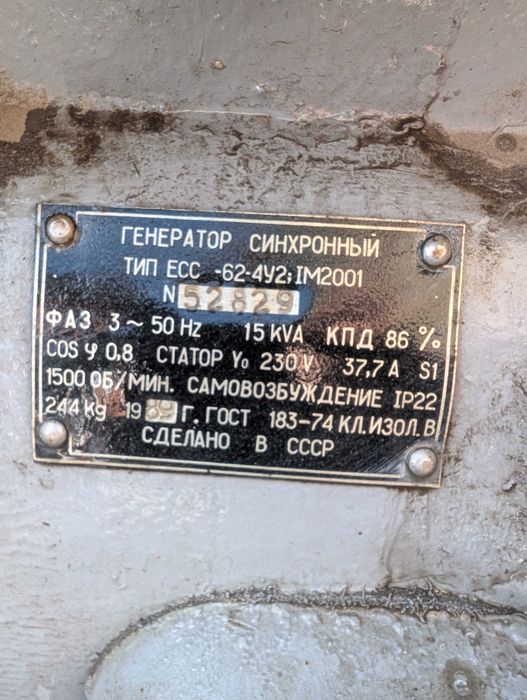 ГЕНЕРАТОР СИНХРОННЫЙ
ТИП ЕСС -62-4У2; IM2001
N 52829
ФАЗ 3 ~ 50 Hz 15 KVA КПД 86 %
COS φ 0,8 СТАТОР Y₀ 230 V 37,7 A S1
1500 ОБ/МИН. САМОВОЗБУЖДЕНИЕ IP22
244 kg 1989 Г. ГОСТ 183-74 КЛ. ИЗОЛ. В
СДЕЛАНО В СССР